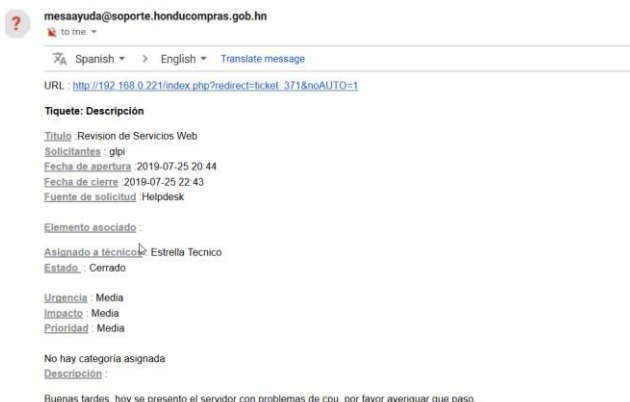 ?
mesaayuda@soporte.honducompras.gob.hn
to me
Spanish > English Translate message
URL : http://192.168.0.221/index.php?redirect=ticket_371&noAUTO=1
Tiquete: Descripción
Titulo :Revision de Servicios Web
Solicitantes : glpi
Fecha de apertura :2019-07-25 20:44
Fecha de cierre :2019-07-25 22:43
Fuente de solicitud :Helpdesk
Elemento asociado :
Asignado a técnicos : Estrella Tecnico
Estado : Cerrado
Urgencia : Media
Impacto : Media
Prioridad : Media
No hay categoría asignada
Descripción :
Buenas tardes, hoy se presento el servidor con problemas de cpu, por favor averiguar que paso.